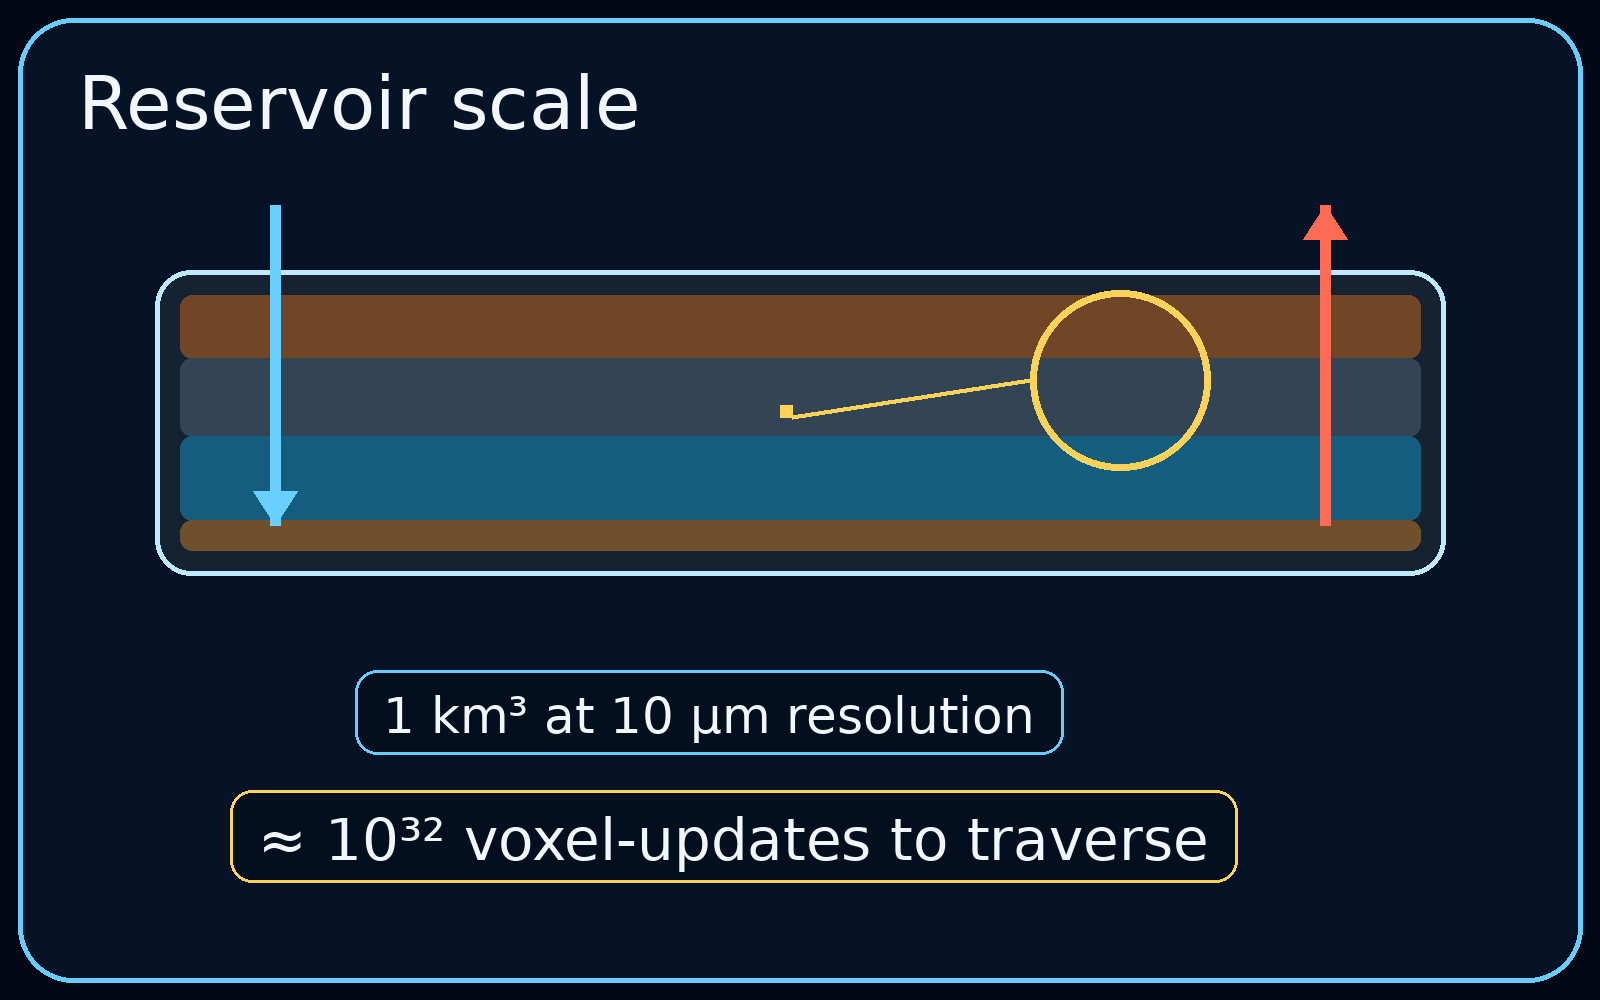 Reservoir scale
1 km³ at 10 µm resolution
≈ 10³² voxel-updates to traverse